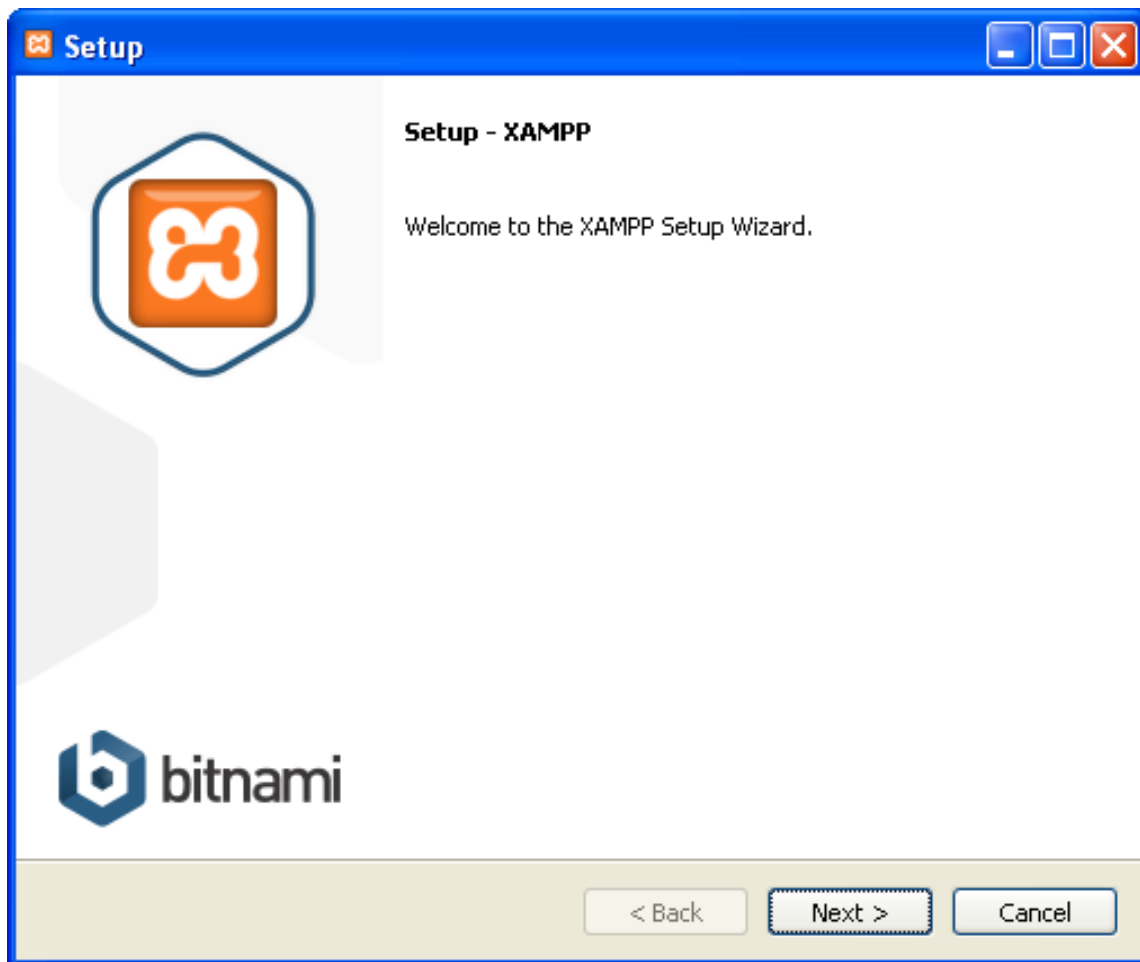 Setup
Setup - XAMPP
Welcome to the XAMPP Setup Wizard.
bitnami
< Back
Next >
Cancel